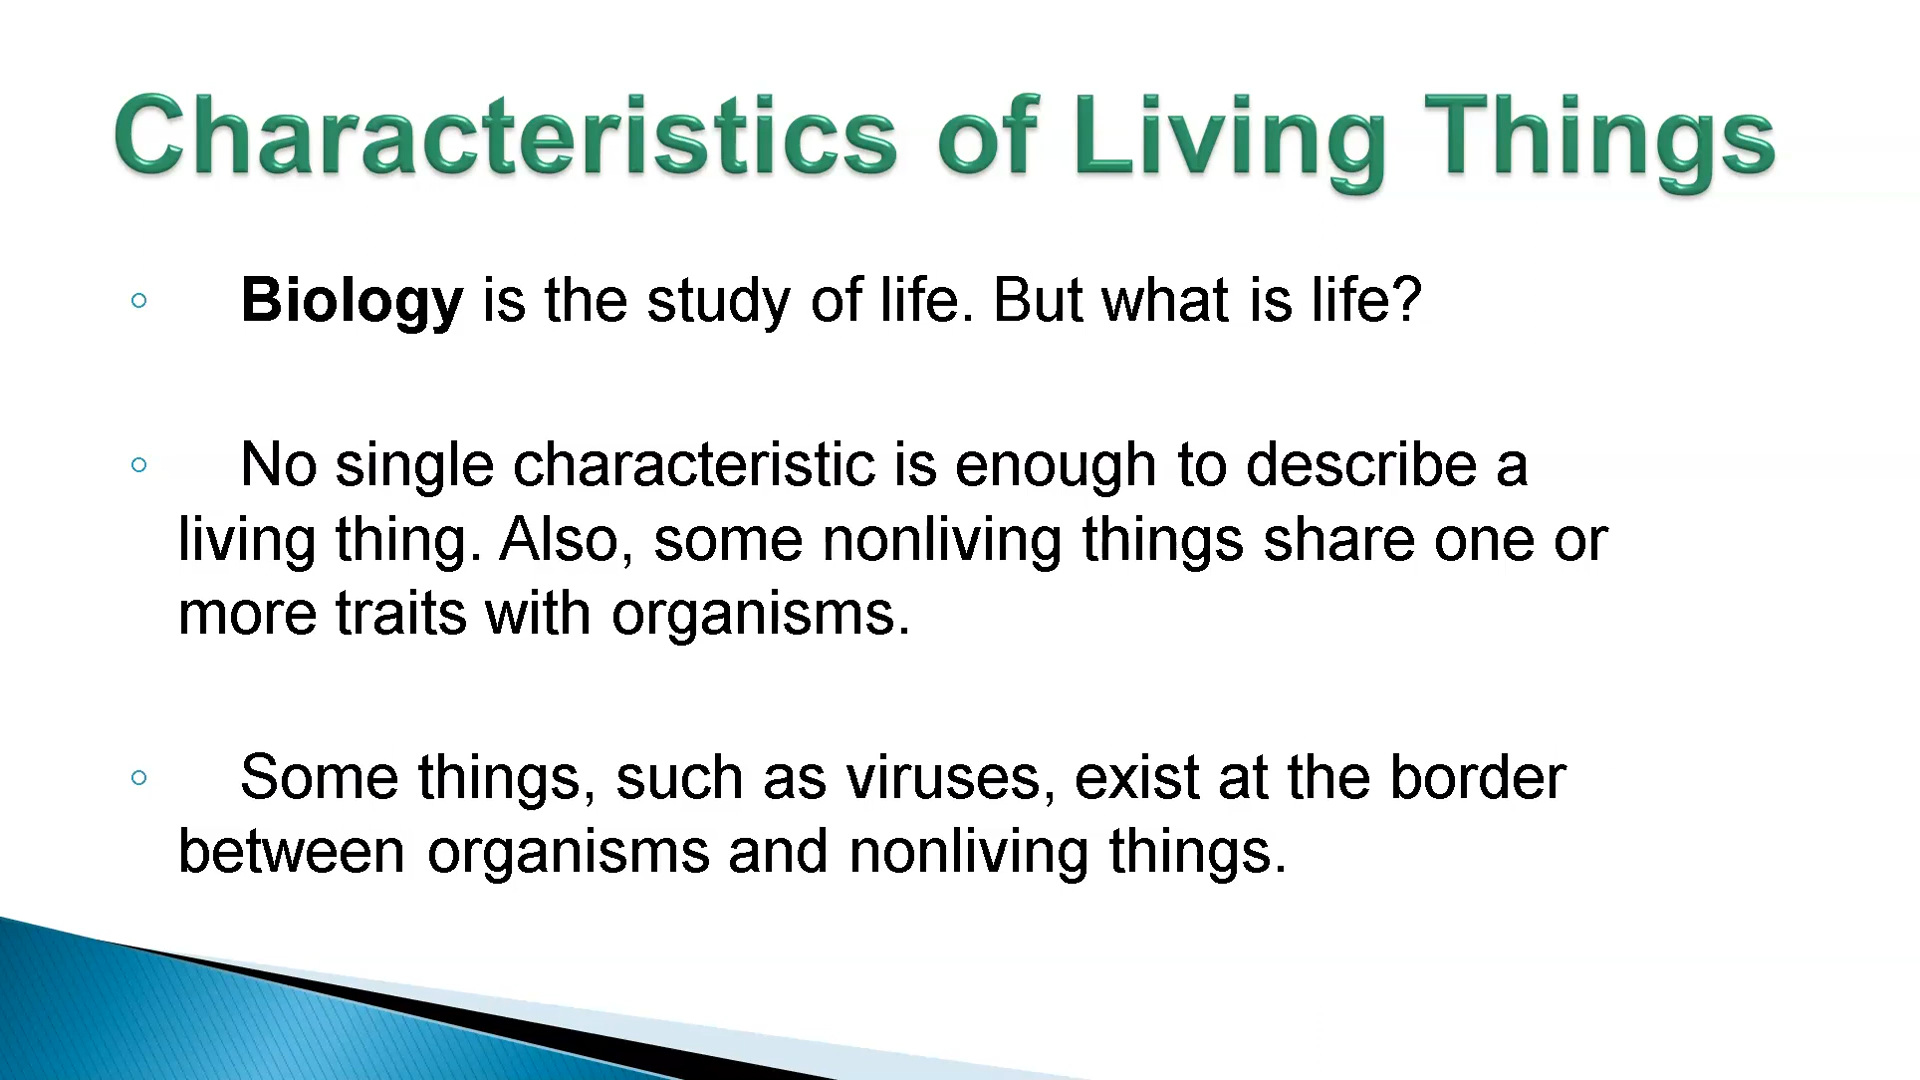 Characteristics of Living Things
Biology is the study of life. But what is life?
No single characteristic is enough to describe a
living thing. Also, some nonliving things share one or
more traits with organisms.
Some things, such as viruses, exist at the border
between organisms and nonliving things.